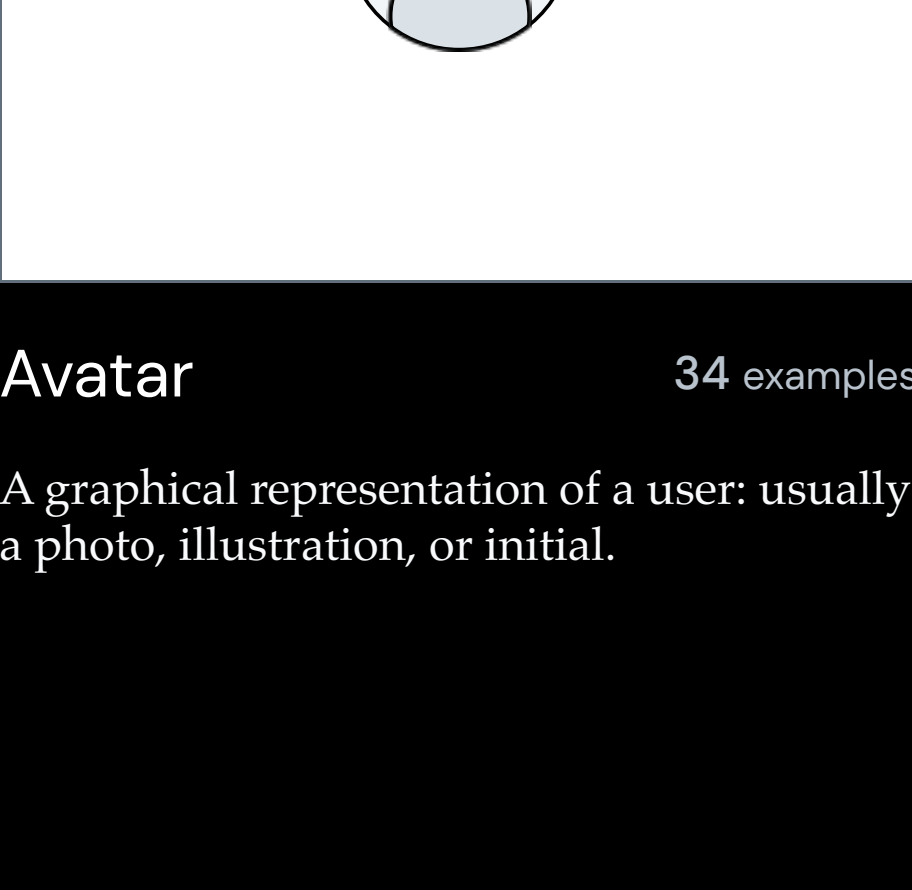 Avatar
34 examples
A graphical representation of a user: usually
a photo, illustration, or initial.